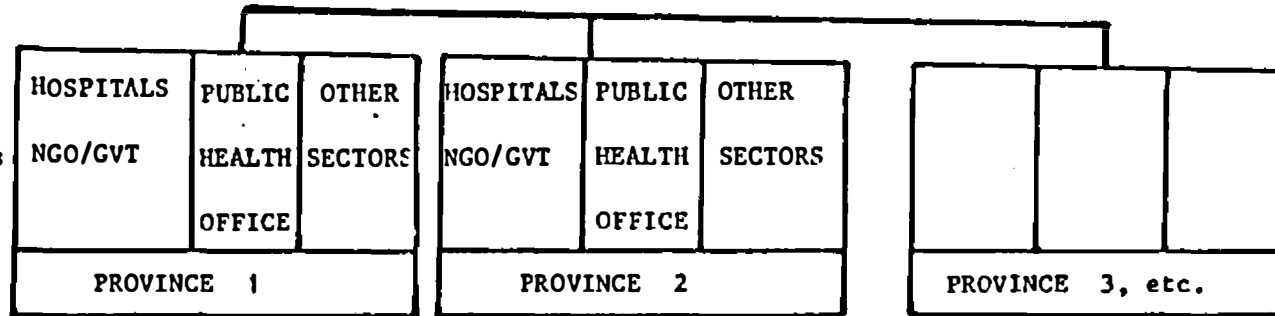 HOSPITALS
NGO/GVT
PUBLIC
HEALTH
OFFICE
OTHER
SECTORS
PROVINCE 1
HOSPITALS
NGO/GVT
PUBLIC
HEALTH
OFFICE
OTHER
SECTORS
PROVINCE 2
PROVINCE 3, etc.